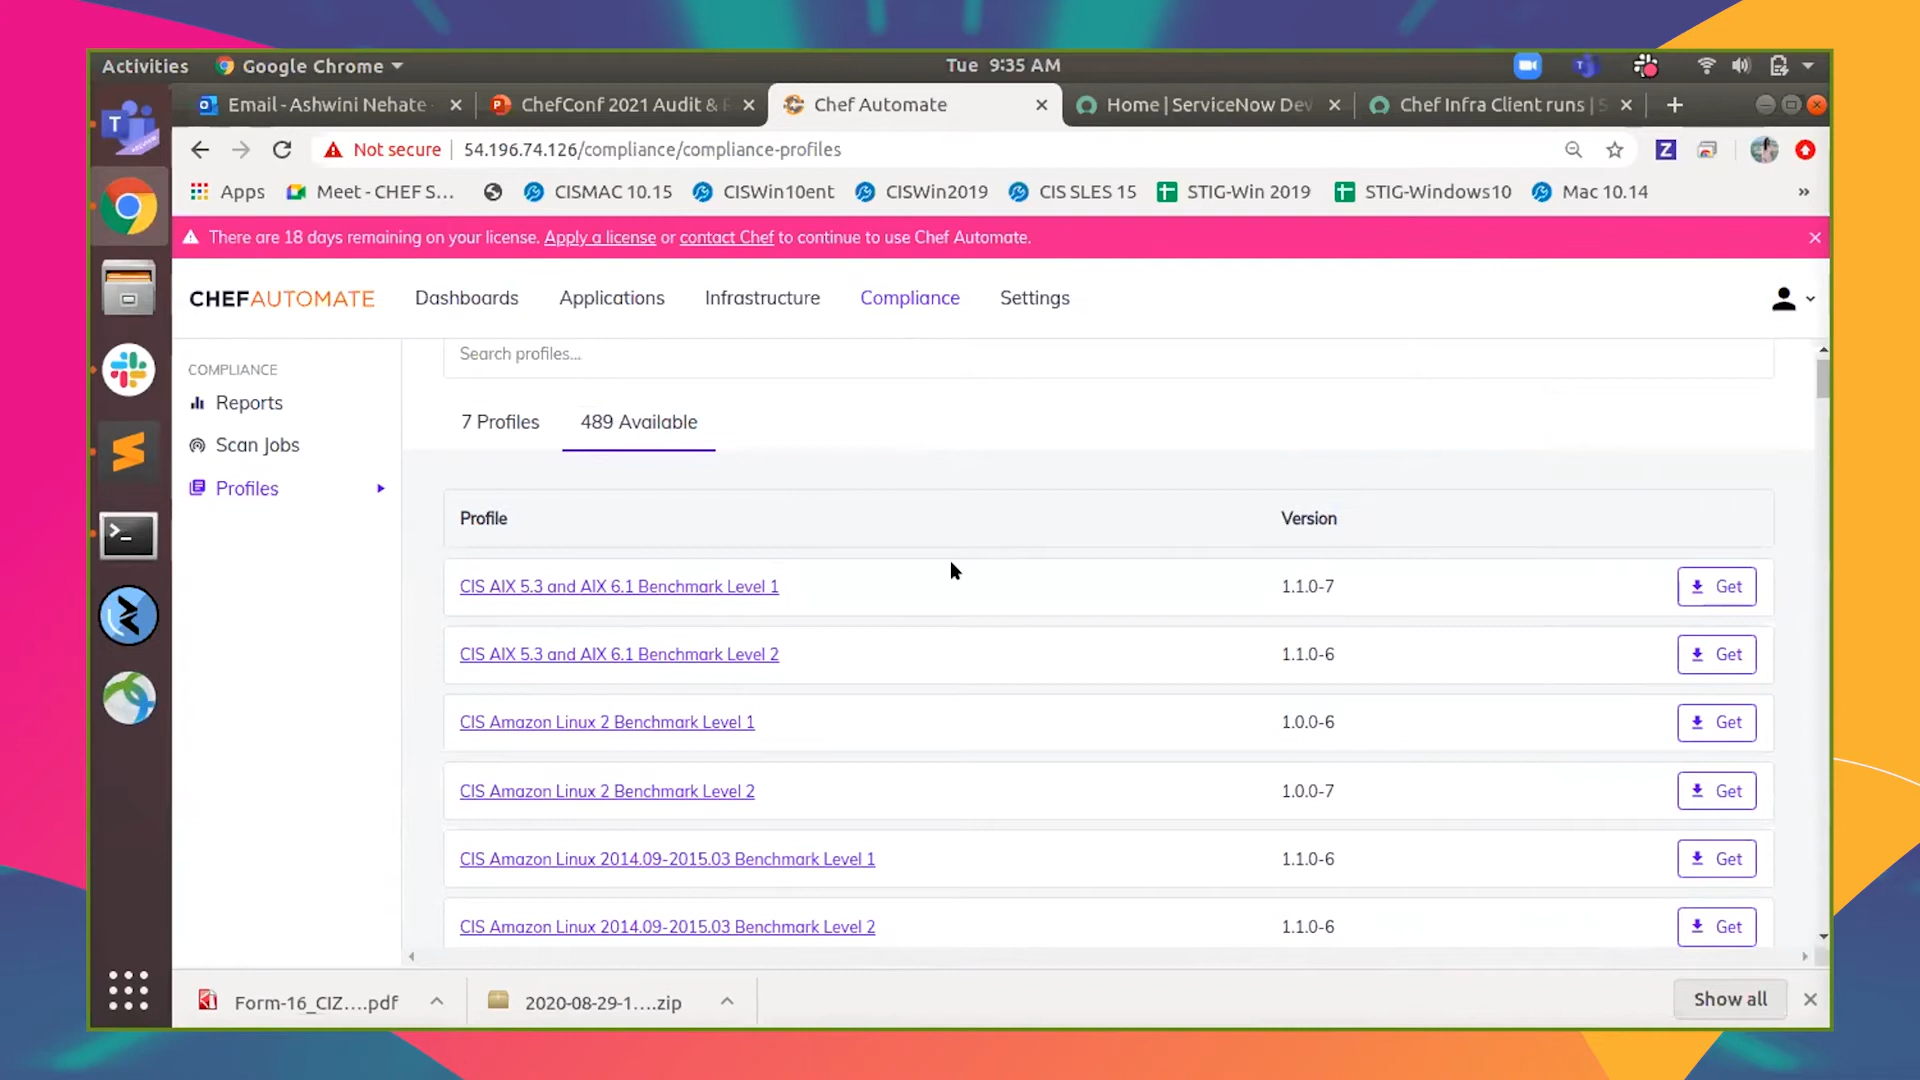 Activities Google Chrome Tue 9:35 AM
Email - Ashwini Nehate ChefConf 2021 Audit & Chef Automate Home | ServiceNow Dev Chef Infra Client runs |
Not secure 54.196.74.126/compliance/compliance-profiles
Apps Meet - CHEF S... CISMAC 10.15 CISWin10ent CISWin2019 CIS SLES 15 STIG-Win 2019 STIG-Windows10 Mac 10.14 »
There are 18 days remaining on your license. Apply a license or contact Chef to continue to use Chef Automate.
CHEFAUTOMATE Dashboards Applications Infrastructure Compliance Settings
COMPLIANCE
Reports
Scan Jobs
Profiles
Search profiles...
7 Profiles 489 Available
Profile Version
CIS AIX 5.3 and AIX 6.1 Benchmark Level 1 1.1.0-7 Get
CIS AIX 5.3 and AIX 6.1 Benchmark Level 2 1.1.0-6 Get
CIS Amazon Linux 2 Benchmark Level 1 1.0.0-6 Get
CIS Amazon Linux 2 Benchmark Level 2 1.0.0-7 Get
CIS Amazon Linux 2014.09-2015.03 Benchmark Level 1 1.1.0-6 Get
CIS Amazon Linux 2014.09-2015.03 Benchmark Level 2 1.1.0-6 Get
Form-16_CIZ....pdf 2020-08-29-1....zip Show all